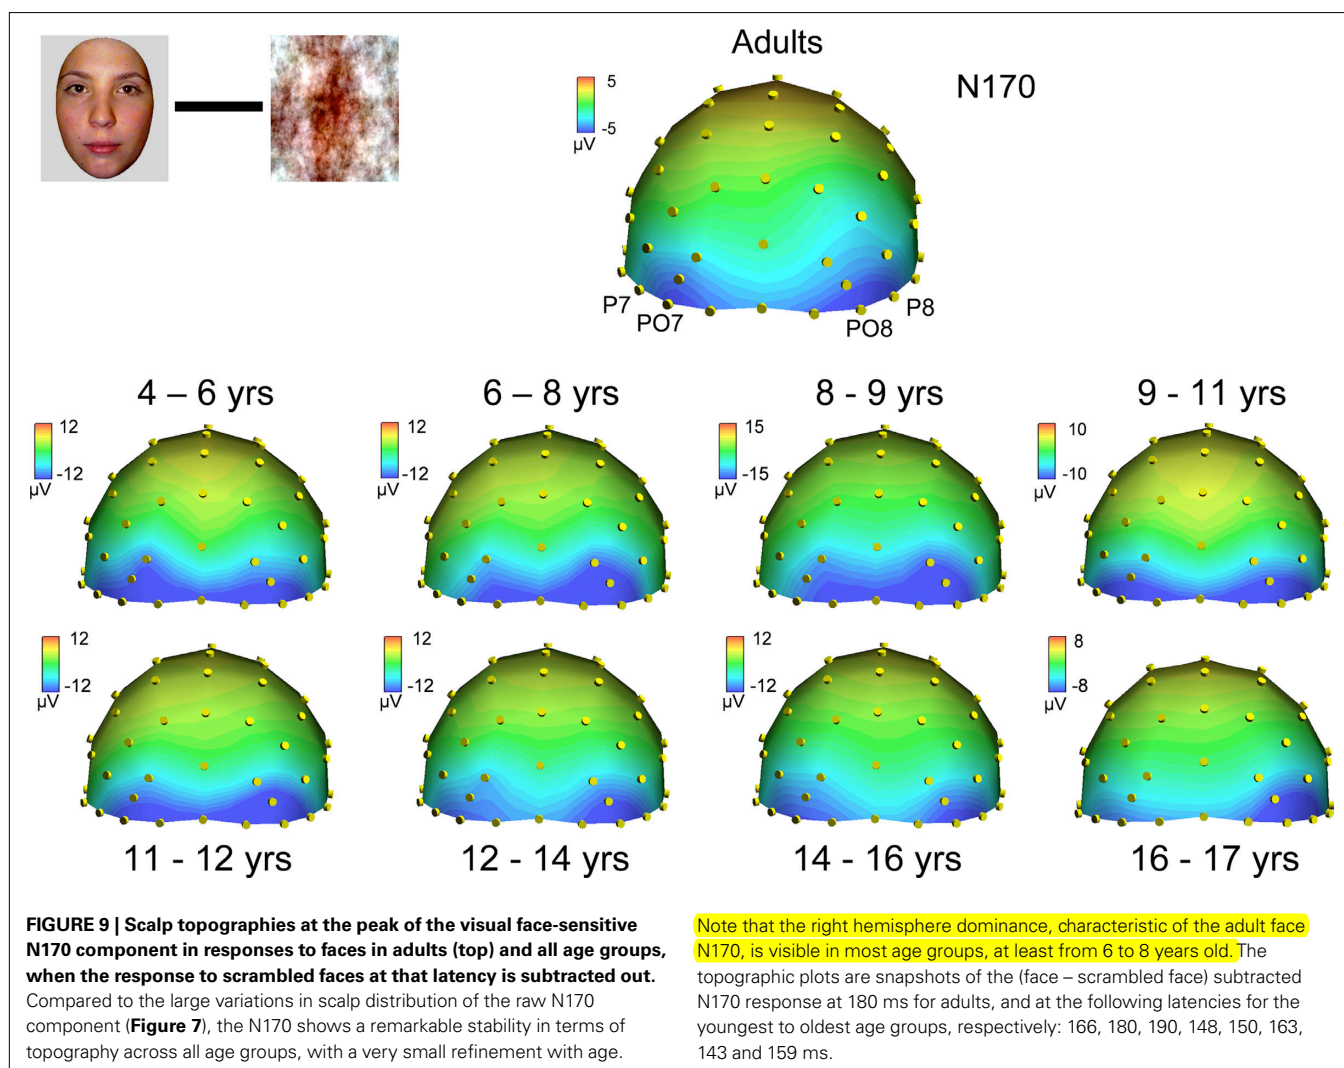 Adults
N170
5
-5
µV
P7
PO7
PO8
P8
4 – 6 yrs
6 – 8 yrs
8 - 9 yrs
9 - 11 yrs
12
-12
µV
12
-12
µV
15
-15
µV
10
-10
µV
12
-12
µV
12
-12
µV
12
-12
µV
8
-8
µV
11 - 12 yrs
12 - 14 yrs
14 - 16 yrs
16 - 17 yrs
FIGURE 9 | Scalp topographies at the peak of the visual face-sensitive
N170 component in responses to faces in adults (top) and all age groups,
when the response to scrambled faces at that latency is subtracted out.
Compared to the large variations in scalp distribution of the raw N170
component (Figure 7), the N170 shows a remarkable stability in terms of
topography across all age groups, with a very small refinement with age.
Note that the right hemisphere dominance, characteristic of the adult face
N170, is visible in most age groups, at least from 6 to 8 years old. The
topographic plots are snapshots of the (face – scrambled face) subtracted
N170 response at 180 ms for adults, and at the following latencies for the
youngest to oldest age groups, respectively: 166, 180, 190, 148, 150, 163,
143 and 159 ms.